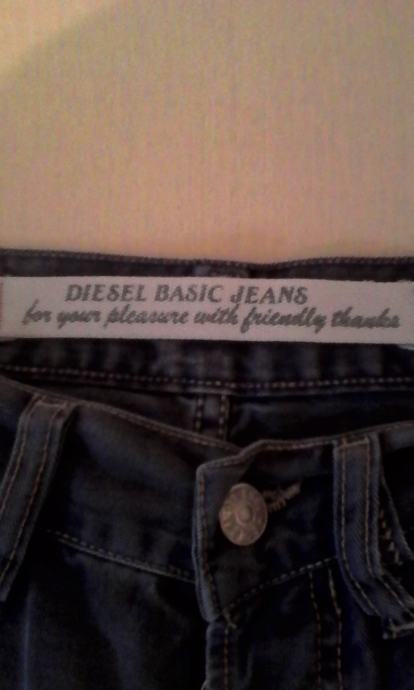 DIESEL BASIC JEANS
for your pleasure with friendly thanks